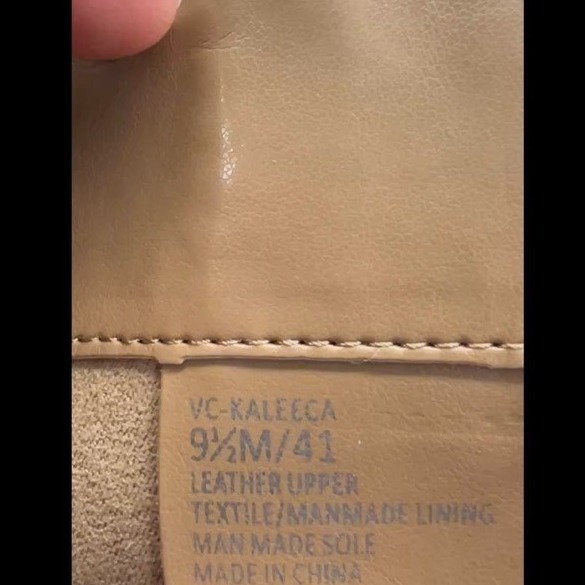 VC-KALEECA
9½M/41
LEATHER UPPER
TEXTILE/MANMADE LINING
MAN MADE SOLE
MADE IN CHINA